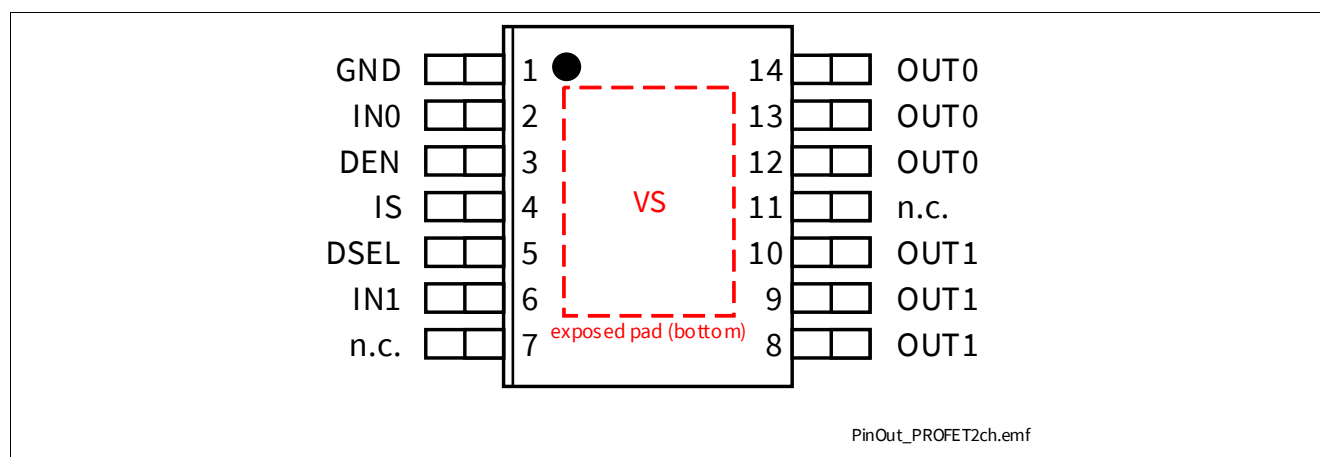 GND 1 14 OUT0
IN0 2 13 OUT0
DEN 3 12 OUT0
IS 4 VS 11 n.c.
DSEL 5 10 OUT1
IN1 6 9 OUT1
n.c. 7 exposed pad (bottom) 8 OUT1
PinOut_PROFET2ch.emf